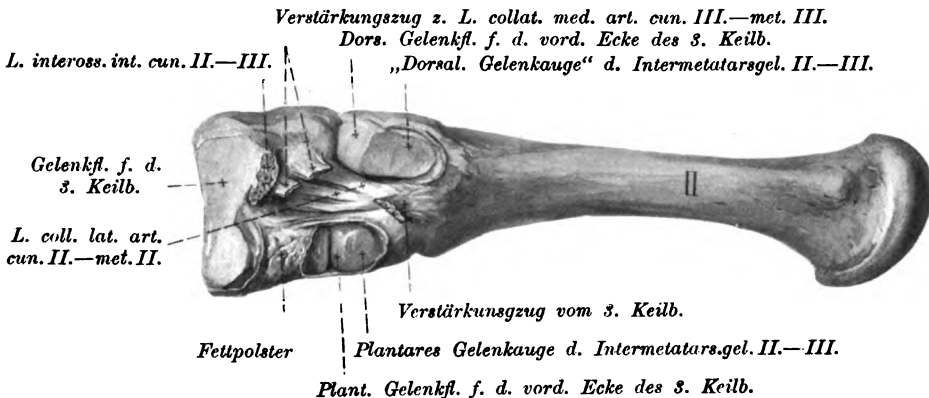 Verstärkungszug z. L. collat. med. art. cun. III.—met. III.
Dors. Gelenkfl. f. d. vord. Ecke des 3. Keilb.
L. inteross. int. cun. II.—III.
„Dorsal. Gelenkauge“ d. Intermetatarsgel. II.—III.
Gelenkfl. f. d.
3. Keilb.
II
L. coll. lat. art.
cun. II.—met. II.
Verstärkunsgzug vom 3. Keilb.
Fettpolster
Plantares Gelenkauge d. Intermetatars.gel. II.—III.
Plant. Gelenkfl. f. d. vord. Ecke des 3. Keilb.